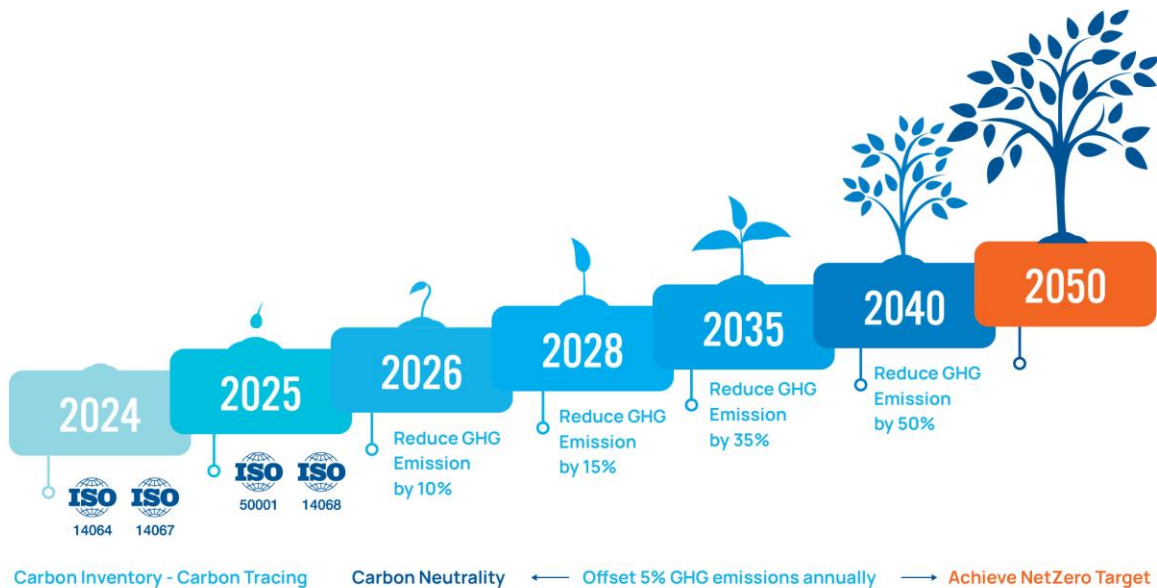 2024
ISO
14064
ISO
14067
2025
ISO
50001
ISO
14068
2026
Reduce GHG
Emission
by 10%
2028
Reduce GHG
Emission
by 15%
2035
Reduce GHG
Emission
by 35%
2040
Reduce GHG
Emission
by 50%
2050
Carbon Inventory - Carbon Tracing
Carbon Neutrality
Offset 5% GHG emissions annually
Achieve NetZero Target